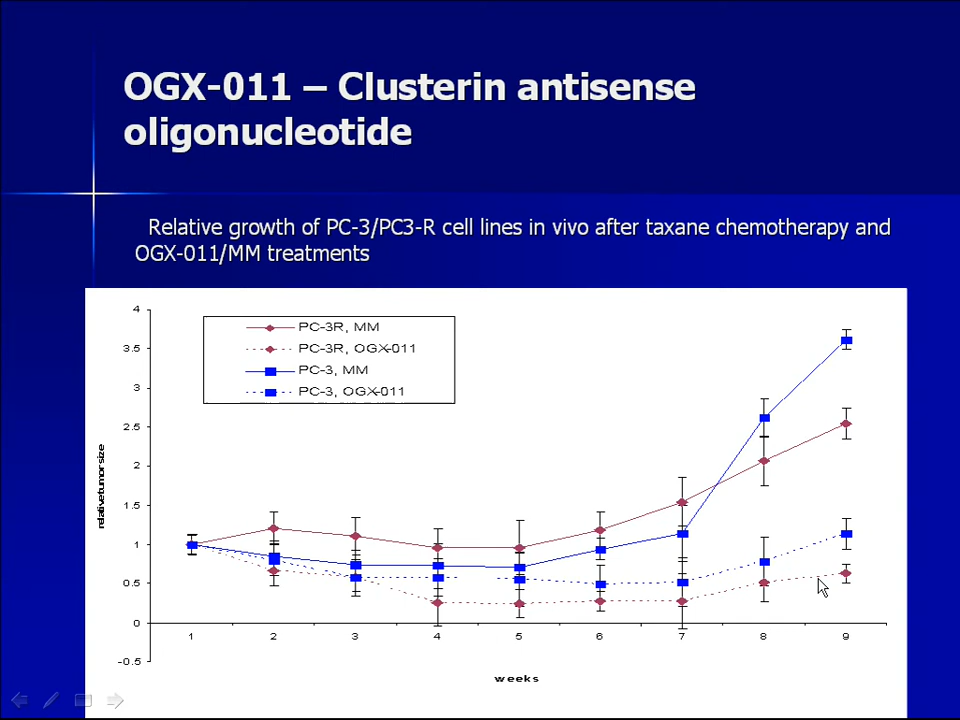 OGX-011 – Clusterin antisense
oligonucleotide
Relative growth of PC-3/PC3-R cell lines in vivo after taxane chemotherapy and
OGX-011/MM treatments
4
3.5
3
2.5
2
1.5
1
0.5
0
-0.5
relative tumor size
PC-3R, MM
PC-3R, OGX-011
PC-3, MM
PC-3, OGX-011
1 2 3 4 5 6 7 8 9
weeks